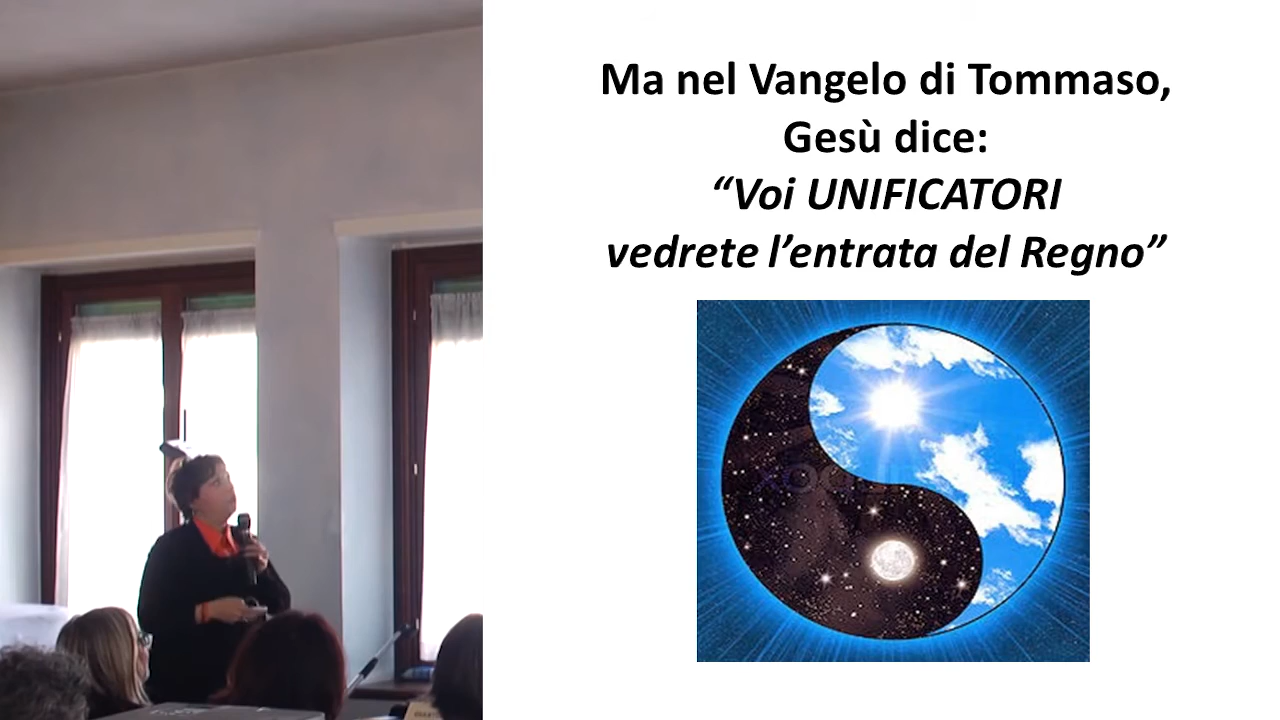 Ma nel Vangelo di Tommaso,
Gesù dice:
“Voi UNIFICATORI
vedrete l’entrata del Regno”